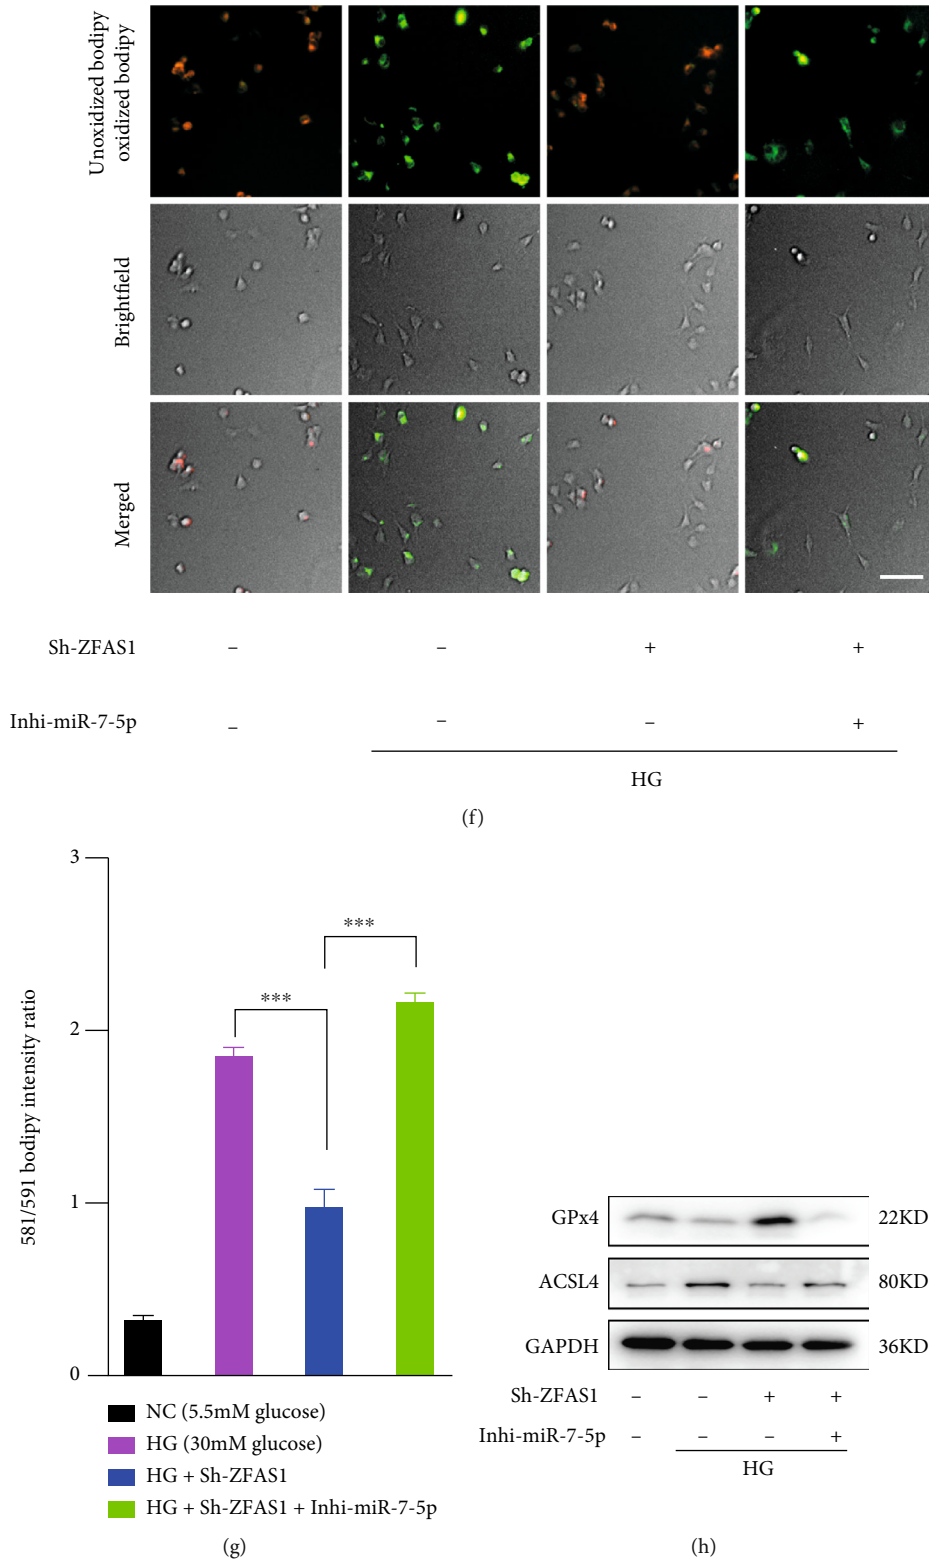 Unoxidized bodipy
oxidized bodipy
Brightfield
Merged
Sh-ZFAS1 – – + +
Inhi-miR-7-5p – – – +
HG
(f)
3
2
1
0
581/591 bodipy intensity ratio
***
***
NC (5.5mM glucose)
HG (30mM glucose)
HG + Sh-ZFAS1
HG + Sh-ZFAS1 + Inhi-miR-7-5p
(g)
GPx4 22KD
ACSL4 80KD
GAPDH 36KD
Sh-ZFAS1 – – + +
Inhi-miR-7-5p – – – +
HG
(h)